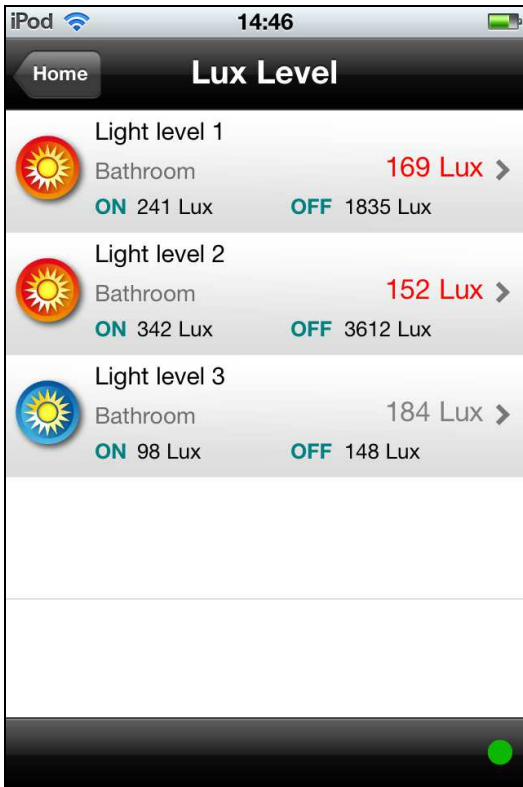 iPod 14:46
Home Lux Level
Light level 1
Bathroom 169 Lux
ON 241 Lux OFF 1835 Lux
Light level 2
Bathroom 152 Lux
ON 342 Lux OFF 3612 Lux
Light level 3
Bathroom 184 Lux
ON 98 Lux OFF 148 Lux